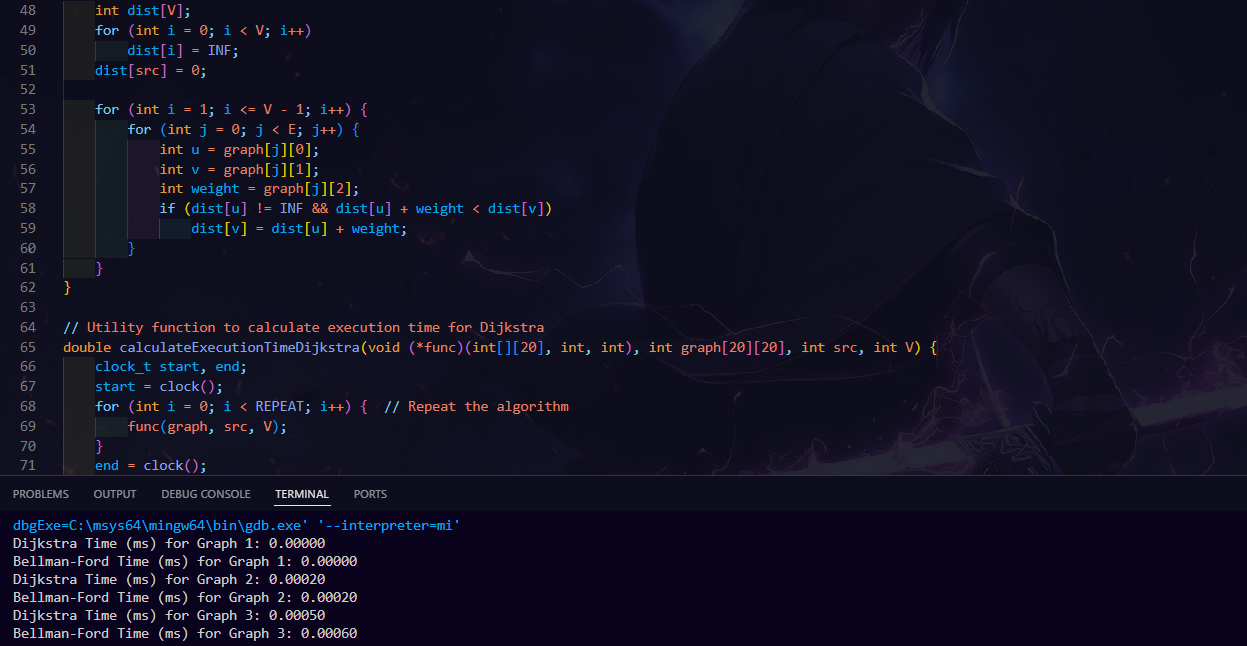 48 int dist[V];
49 for (int i = 0; i < V; i++)
50 dist[i] = INF;
51 dist[src] = 0;
52
53 for (int i = 1; i <= V - 1; i++) {
54 for (int j = 0; j < E; j++) {
55 int u = graph[j][0];
56 int v = graph[j][1];
57 int weight = graph[j][2];
58 if (dist[u] != INF && dist[u] + weight < dist[v])
59 dist[v] = dist[u] + weight;
60 }
61 }
62 }
63
64 // Utility function to calculate execution time for Dijkstra
65 double calculateExecutionTimeDijkstra(void (*func)(int[][20], int, int), int graph[20][20], int src, int V) {
66 clock_t start, end;
67 start = clock();
68 for (int i = 0; i < REPEAT; i++) { // Repeat the algorithm
69 func(graph, src, V);
70 }
71 end = clock();
PROBLEMS OUTPUT DEBUG CONSOLE TERMINAL PORTS
dbgExe=C:\msys64\mingw64\bin\gdb.exe' '--interpreter=mi'
Dijkstra Time (ms) for Graph 1: 0.00000
Bellman-Ford Time (ms) for Graph 1: 0.00000
Dijkstra Time (ms) for Graph 2: 0.00020
Bellman-Ford Time (ms) for Graph 2: 0.00020
Dijkstra Time (ms) for Graph 3: 0.00050
Bellman-Ford Time (ms) for Graph 3: 0.00060